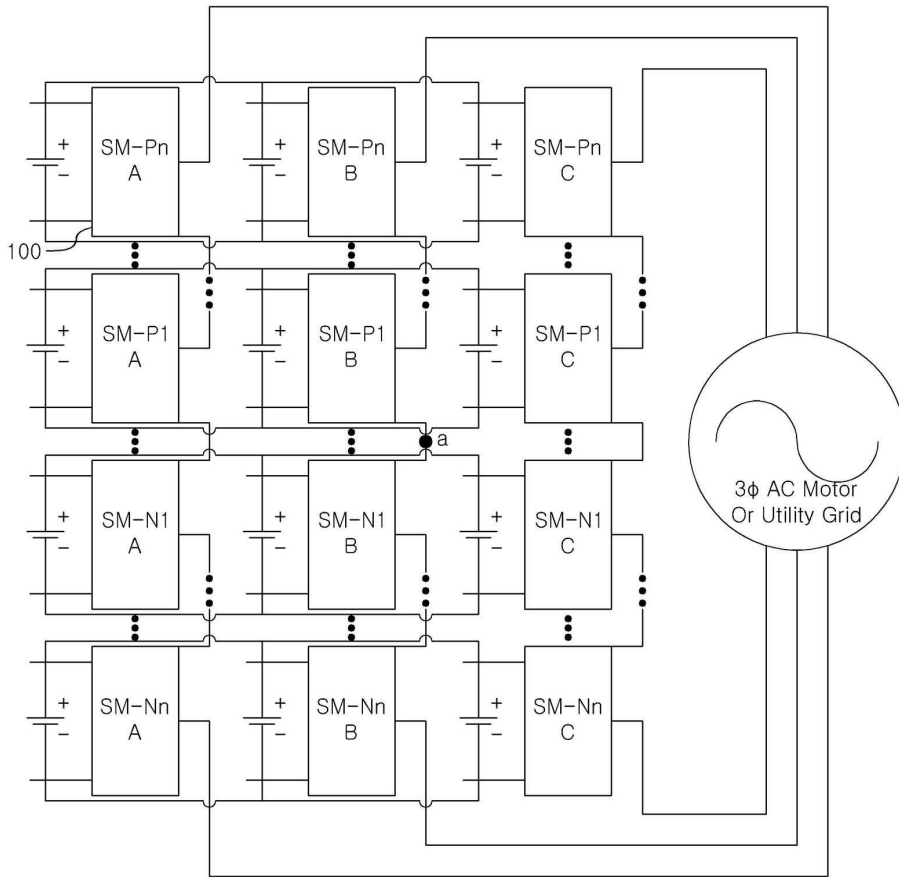 + SM-Pn + SM-Pn + SM-Pn
− A − B − C
100
+ SM-P1 + SM-P1 + SM-P1
− A − B − C
a
+ SM-N1 + SM-N1 + SM-N1
− A − B − C
3ϕ AC Motor
Or Utility Grid
+ SM-Nn + SM-Nn + SM-Nn
− A − B − C